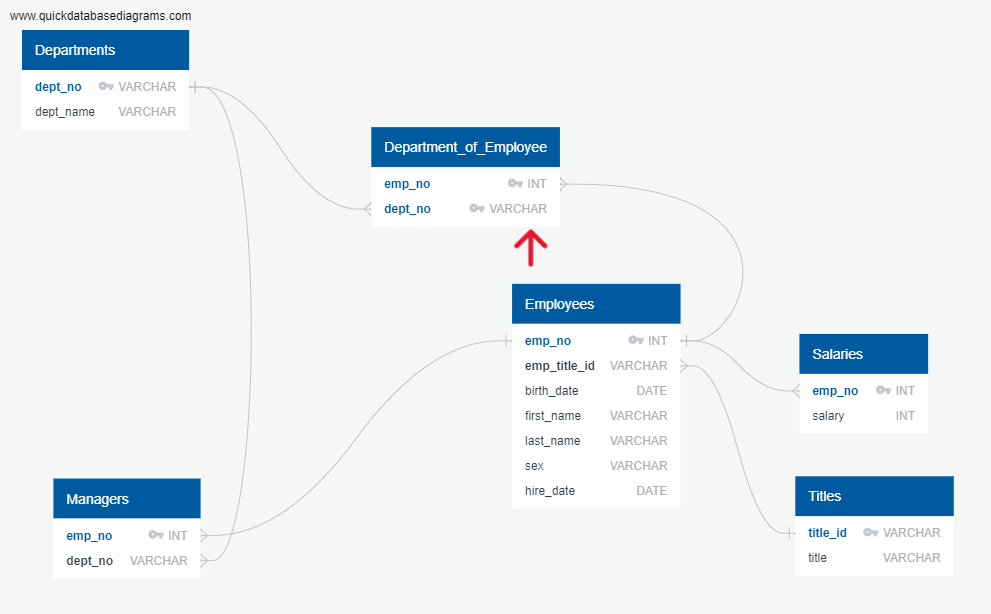 www.quickdatabasediagrams.com
Departments
dept_no VARCHAR
dept_name VARCHAR
Department_of_Employee
emp_no INT
dept_no VARCHAR
Employees
emp_no INT
emp_title_id VARCHAR
birth_date DATE
first_name VARCHAR
last_name VARCHAR
sex VARCHAR
hire_date DATE
Salaries
emp_no INT
salary INT
Managers
emp_no INT
dept_no VARCHAR
Titles
title_id VARCHAR
title VARCHAR